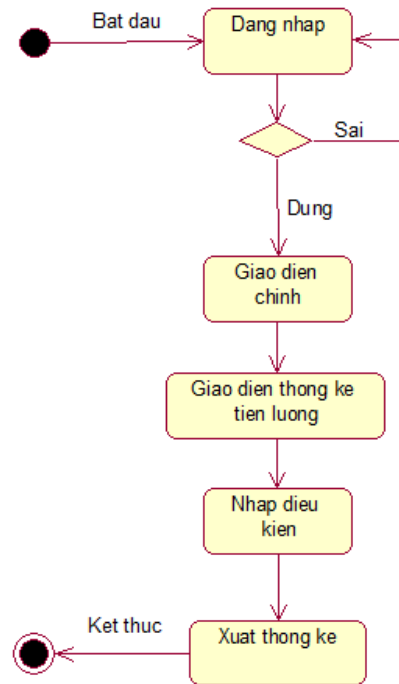 Bat dau
Dang nhap
Sai
Dung
Giao dien
chinh
Giao dien thong ke
tien luong
Nhap dieu
kien
Ket thuc
Xuat thong ke